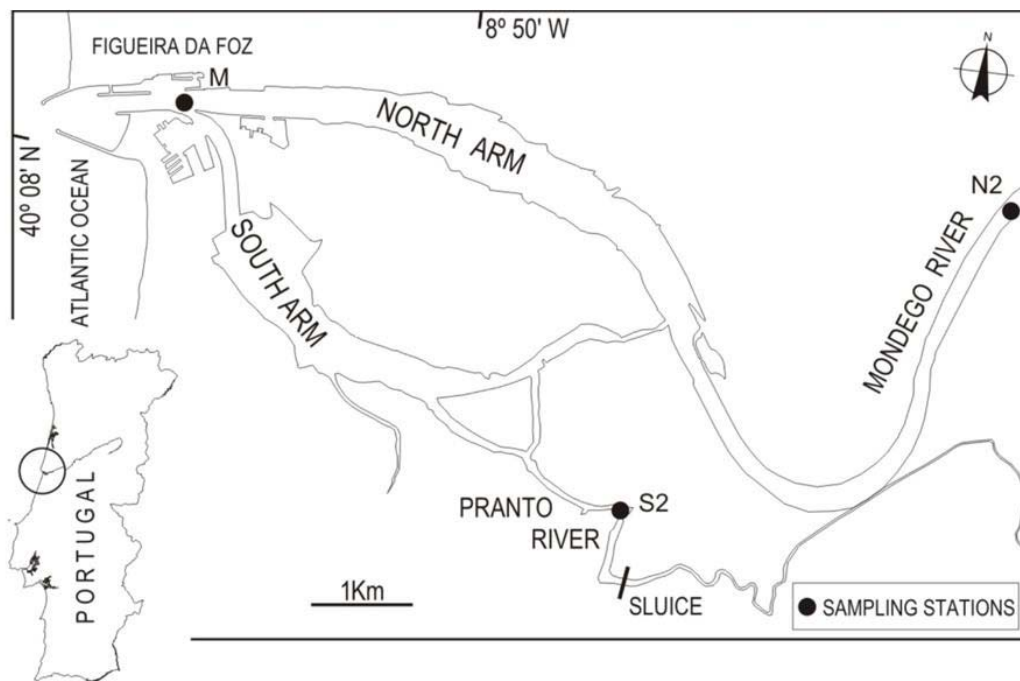 8º 50' W
FIGUEIRA DA FOZ
N
M
NORTH ARM
40º 08' N
ATLANTIC OCEAN
N2
SOUTH ARM
MONDEGO RIVER
PORTUGAL
PRANTO
RIVER
S2
1Km
SLUICE
SAMPLING STATIONS